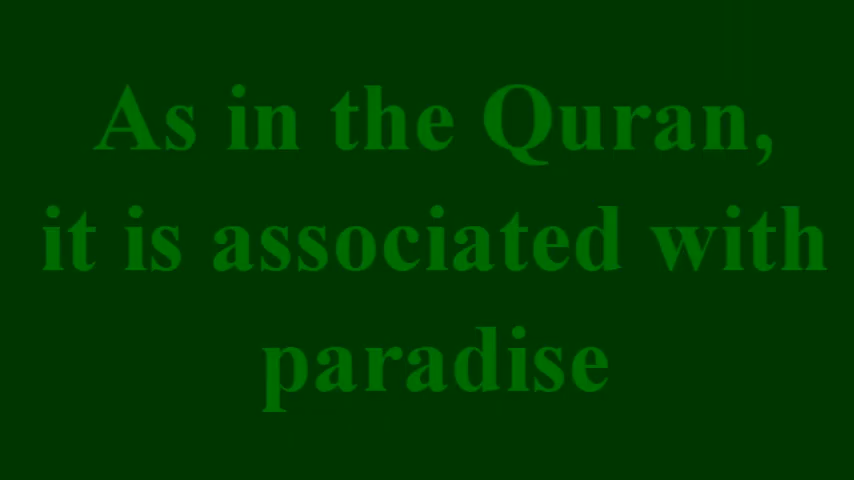 As in the Quran,
it is associated with
paradise